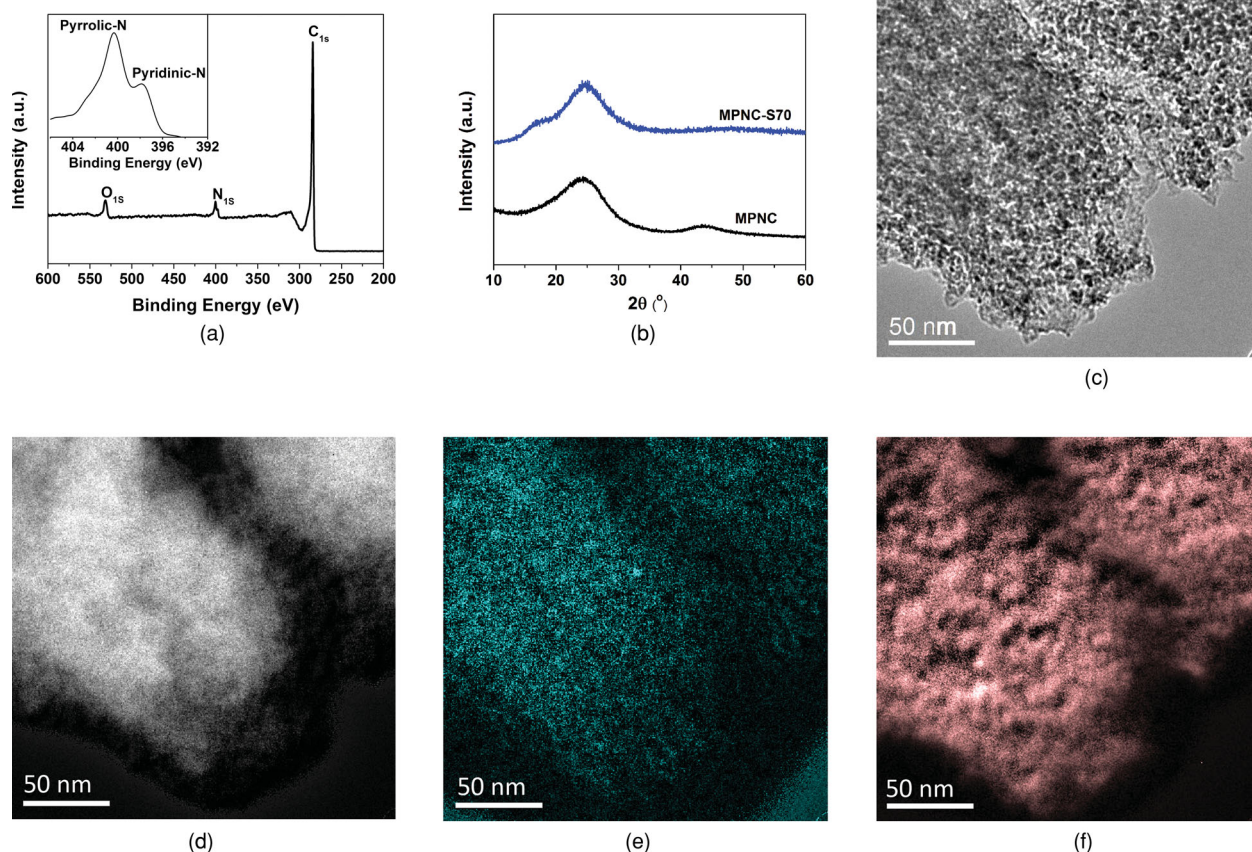 Pyrrolic-N
Pyridinic-N
404 400 396 392
Binding Energy (eV)
C1s
O1S
N1S
Intensity (a.u.)
600 550 500 450 400 350 300 250 200
Binding Energy (eV)
(a)
Intensity (a.u.)
MPNC-S70
MPNC
10 20 30 40 50 60
2θ (°)
(b)
50 nm
(c)
50 nm
(d)
50 nm
(e)
50 nm
(f)